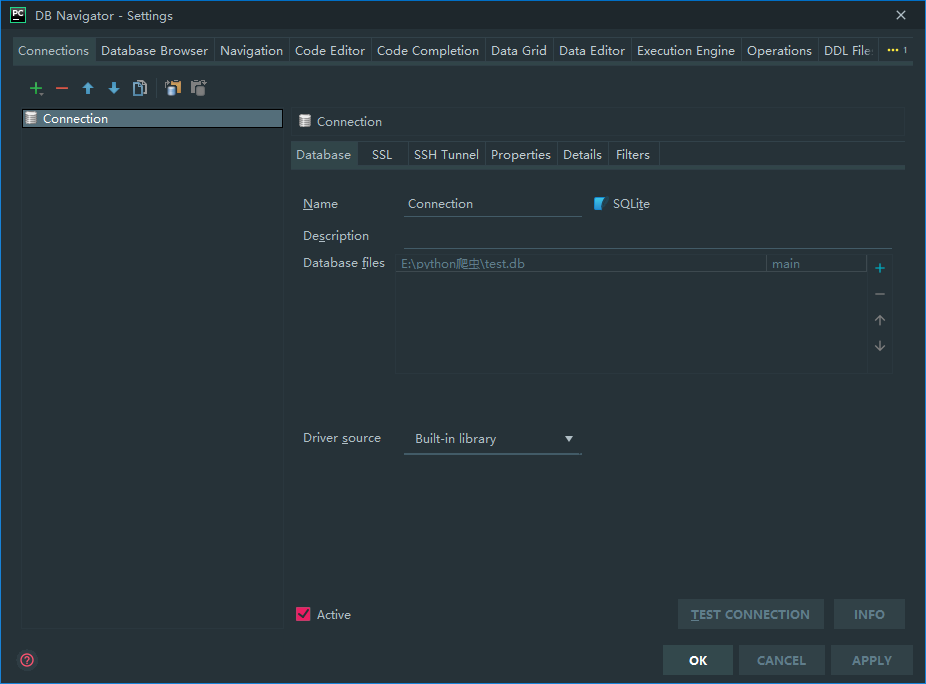 PC DB Navigator - Settings
Connections Database Browser Navigation Code Editor Code Completion Data Grid Data Editor Execution Engine Operations DDL File 1
Connection
Connection
Database SSL SSH Tunnel Properties Details Filters
Name Connection SQLite
Description
Database files E:\python爬虫\test.db main
Driver source Built-in library
Active TEST CONNECTION INFO
OK CANCEL APPLY